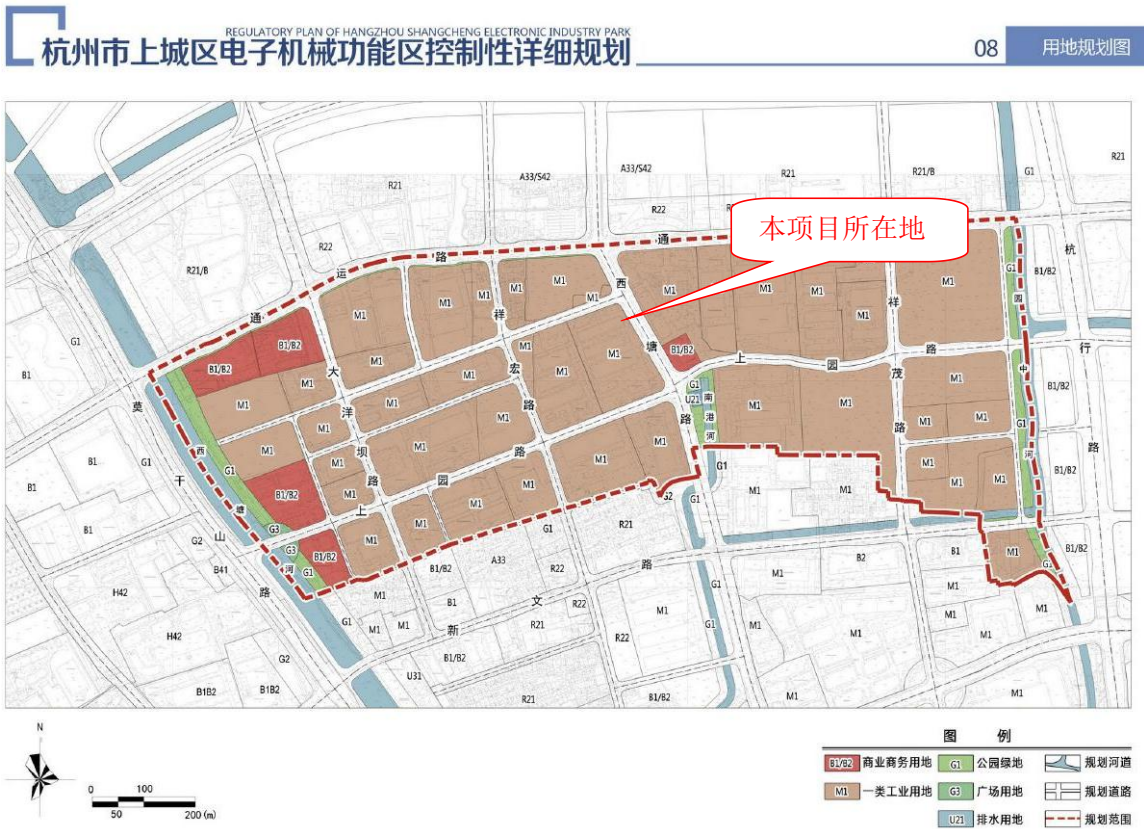 REGULATORY PLAN OF HANGZHOU SHANGCHENG ELECTRONIC INDUSTRY PARK
杭州市上城区电子机械功能区控制性详细规划
08 用地规划图
A33/S42 A33/S42 R21 R21/B G1 R21
R21 R22 R22
本项目所在地
R21/B
通运路 通
西塘路
祥宏路
大洋坝路
上园路
上园路
祥茂路
杭行路
莫干山路
西塘河
南港河
园中河
新文路
M1 M1 M1 M1 M1 M1 M1 M1 M1 M1
B1/B2 B1/B2 B1/B2 B1/B2 B1/B2
G1 G1 G1 G1 G1 G1
U21
G3 G3
G2 G2 G2
B1 B1 B1 B1 B1 B2
B41
H42 H42
A33
R22 R22 R22
R21 R21 R21
U31
B1B2 B1B2
B1/B2 B1/B2 B1/B2
N
0 100
50 200 (m)
图 例
B1/B2 商业商务用地 G1 公园绿地 规划河道
M1 一类工业用地 G3 广场用地 规划道路
U21 排水用地 规划范围